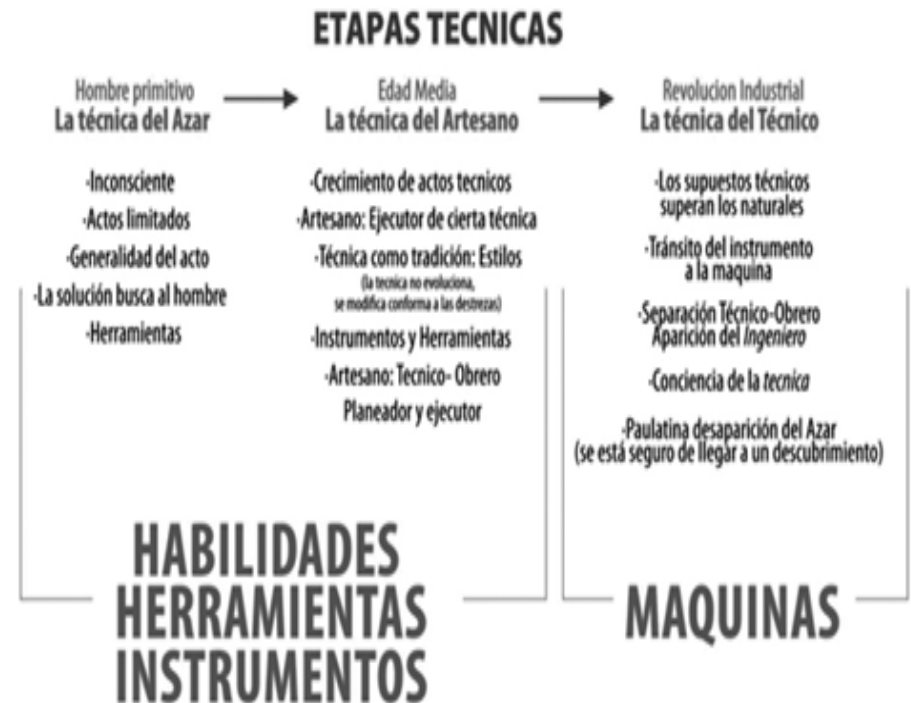 ETAPAS TECNICAS
Hombre primitivo
La técnica del Azar
-Inconsciente
-Actos limitados
-Generalidad del acto
-La solución busca al hombre
-Herramientas
Edad Media
La técnica del Artesano
-Crecimiento de actos tecnicos
-Artesano: Ejecutor de cierta técnica
-Técnica como tradición: Estilos
(la tecnica no evoluciona,
se modifica conforma a las destrezas)
-Instrumentos y Herramientas
-Artesano: Tecnico- Obrero
Planeador y ejecutor
Revolucion Industrial
La técnica del Técnico
-Los supuestos técnicos
superan los naturales
-Tránsito del instrumento
a la maquina
-Separación Técnico-Obrero
Aparición del Ingeniero
-Conciencia de la tecnica
-Paulatina desaparición del Azar
(se está seguro de llegar a un descubrimiento)
HABILIDADES
HERRAMIENTAS
INSTRUMENTOS
MAQUINAS